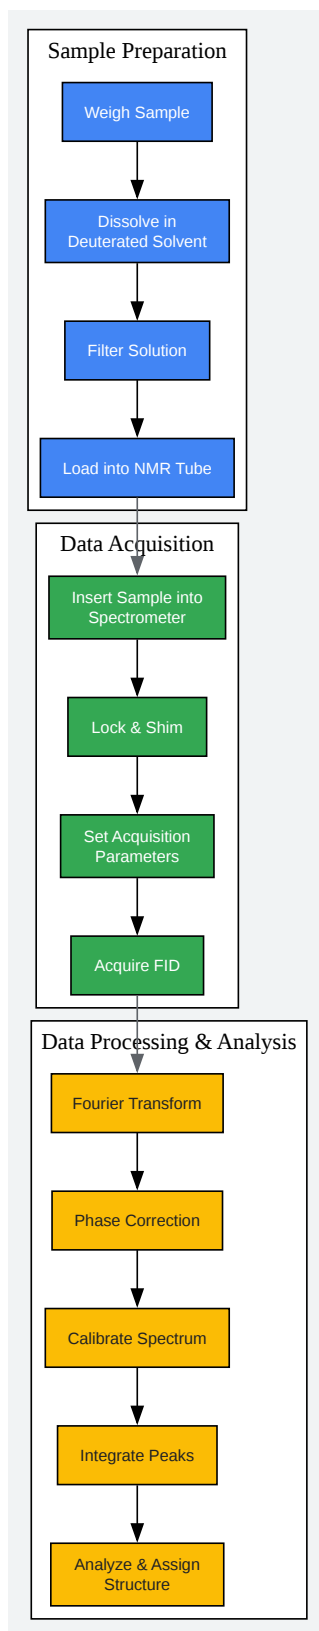 Sample Preparation
Weigh Sample
Dissolve in
Deuterated Solvent
Filter Solution
Load into NMR Tube
Data Acquisition
Insert Sample into
Spectrometer
Lock & Shim
Set Acquisition
Parameters
Acquire FID
Data Processing & Analysis
Fourier Transform
Phase Correction
Calibrate Spectrum
Integrate Peaks
Analyze & Assign
Structure